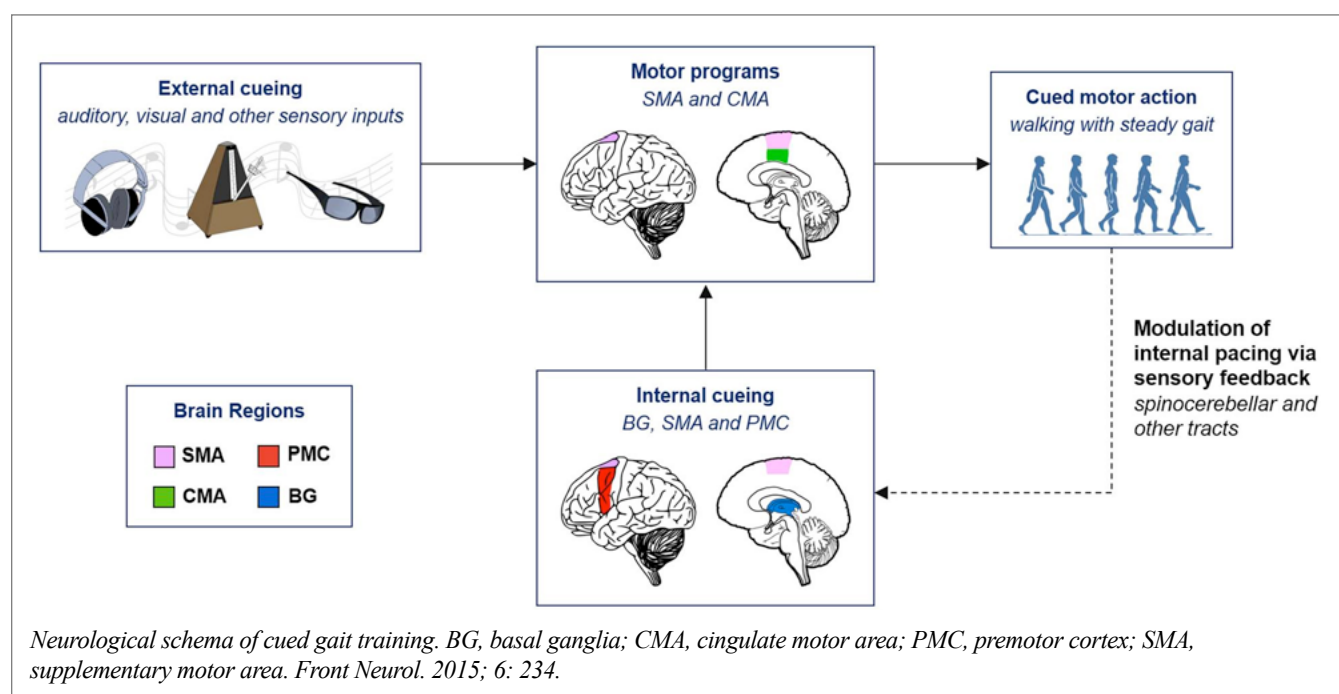 External cueing
auditory, visual and other sensory inputs
Motor programs
SMA and CMA
Cued motor action
walking with steady gait
Modulation of
internal pacing via
sensory feedback
spinocerebellar and
other tracts
Internal cueing
BG, SMA and PMC
Brain Regions
SMA
PMC
CMA
BG
Neurological schema of cued gait training. BG, basal ganglia; CMA, cingulate motor area; PMC, premotor cortex; SMA,
supplementary motor area. Front Neurol. 2015; 6: 234.